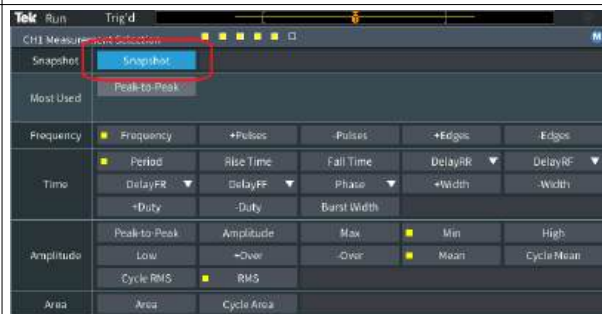 Tek Run Trig'd
CH1 Measurement Selection M
Snapshot Snapshot
Most Used Peak-to-Peak
Frequency Frequency +Pulses -Pulses +Edges -Edges
Time Period Rise Time Fall Time DelayRR DelayRF
DelayFR DelayFF Phase +Width -Width
+Duty -Duty Burst Width
Amplitude Peak-to-Peak Amplitude Max Min High
Low +Over -Over Mean Cycle Mean
Cycle RMS RMS
Area Area Cycle Area